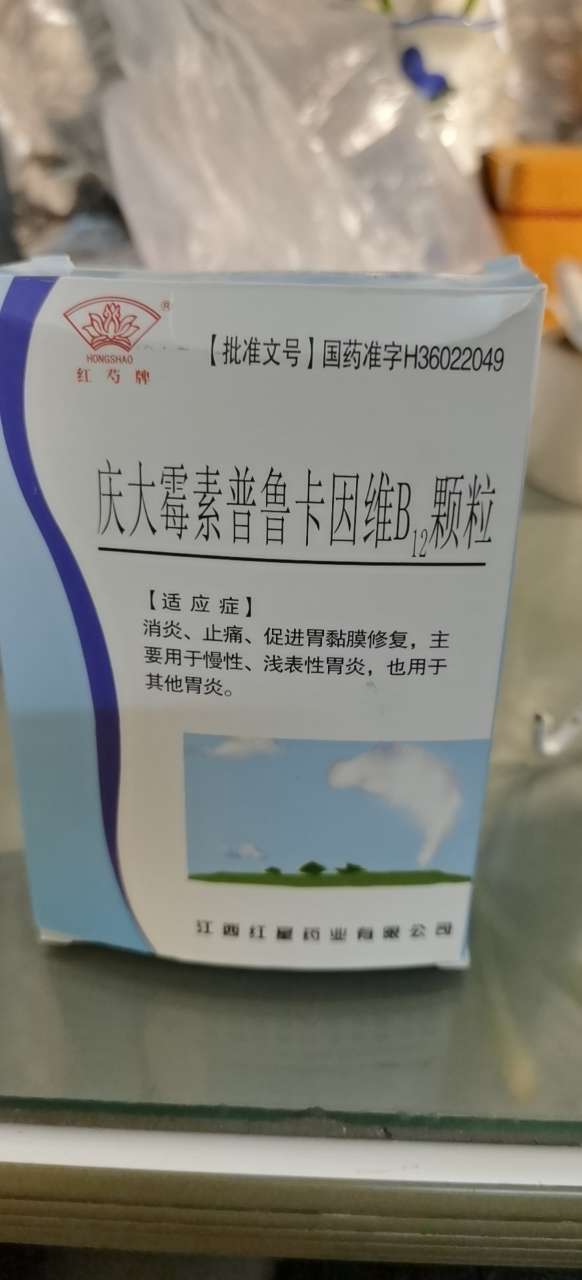 HONGSHAO
红芍牌
【批准文号】国药准字H36022049
庆大霉素普鲁卡因维B12颗粒
【适应症】
消炎、止痛、促进胃黏膜修复,主
要用于慢性、浅表性胃炎,也用于
其他胃炎。
江西红星药业有限公司